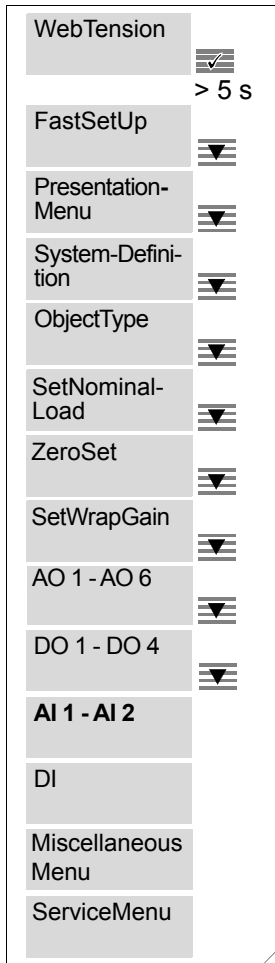 WebTension
> 5 s
FastSetUp
Presentation-
Menu
System-Defini-
tion
ObjectType
SetNominal-
Load
ZeroSet
SetWrapGain
AO 1 - AO 6
DO 1 - DO 4
AI 1 - AI 2
DI
Miscellaneous
Menu
ServiceMenu